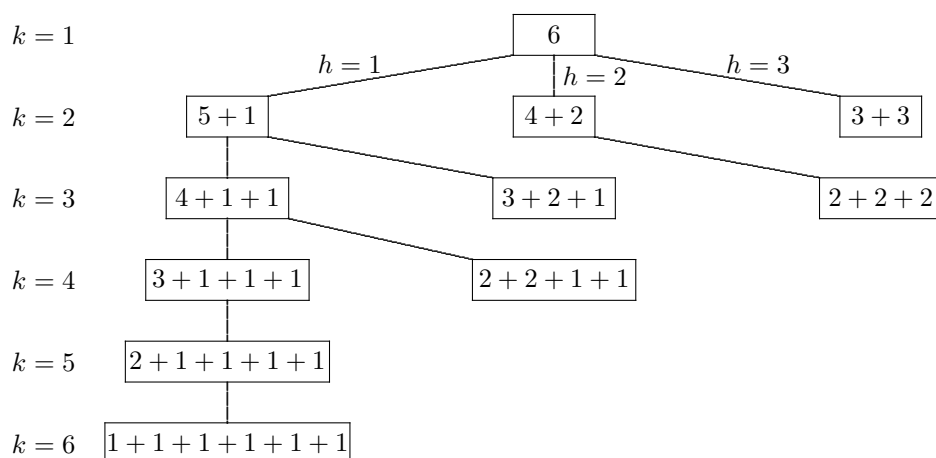 k = 1 6
h = 1 h = 2 h = 3
k = 2 5 + 1 4 + 2 3 + 3
k = 3 4 + 1 + 1 3 + 2 + 1 2 + 2 + 2
k = 4 3 + 1 + 1 + 1 2 + 2 + 1 + 1
k = 5 2 + 1 + 1 + 1 + 1
k = 6 1 + 1 + 1 + 1 + 1 + 1